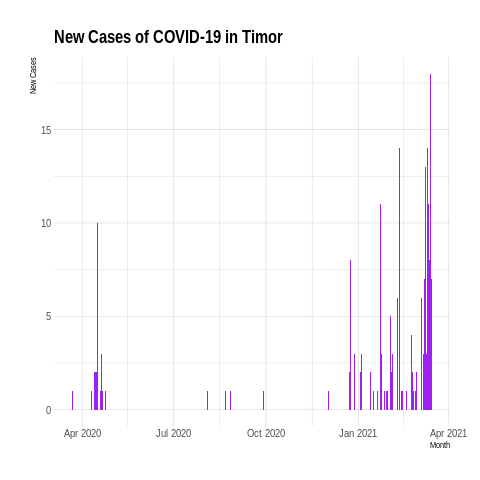 New Cases of COVID-19 in Timor
New Cases
15
10
5
0
Apr 2020 Jul 2020 Oct 2020 Jan 2021 Apr 2021
Month